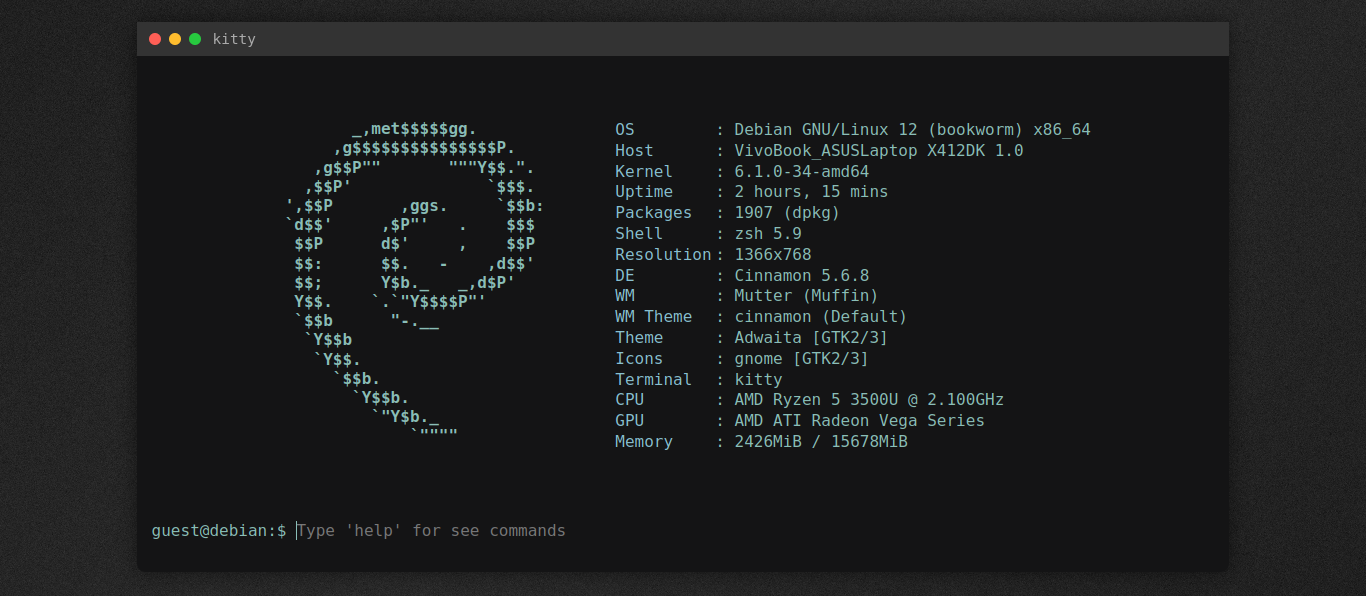 kitty
_,met$$$$$gg.
,g$$$$$$$$$$$$$$$P.
,g$$P""       """Y$$.".
,$$P'              `$$$.
',$$P       ,ggs.     `$$b:
`d$$'     ,$P"'   .    $$$
$$P      d$'     ,    $$P
$$:      $$.   -    ,d$$'
$$;      Y$b._   _,d$P'
Y$$.    `.`"Y$$$$P"'
`$$b      "-.__
`Y$$b
`Y$$.
`$$b.
`Y$$b.
`"Y$b._
`""""
OS : Debian GNU/Linux 12 (bookworm) x86_64
Host : VivoBook_ASUSLaptop X412DK 1.0
Kernel : 6.1.0-34-amd64
Uptime : 2 hours, 15 mins
Packages : 1907 (dpkg)
Shell : zsh 5.9
Resolution : 1366x768
DE : Cinnamon 5.6.8
WM : Mutter (Muffin)
WM Theme : cinnamon (Default)
Theme : Adwaita [GTK2/3]
Icons : gnome [GTK2/3]
Terminal : kitty
CPU : AMD Ryzen 5 3500U @ 2.100GHz
GPU : AMD ATI Radeon Vega Series
Memory : 2426MiB / 15678MiB
guest@debian:$ Type 'help' for see commands